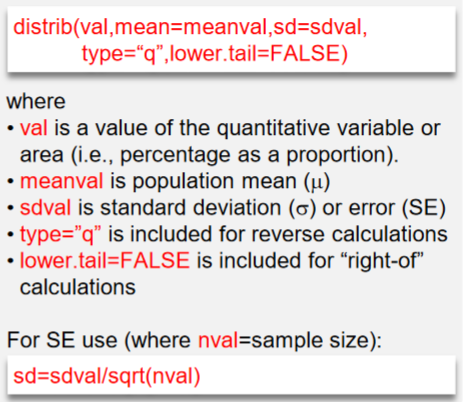 distrib(val,mean=meanval,sd=sdval,
type=“q”,lower.tail=FALSE)
where
• val is a value of the quantitative variable or
area (i.e., percentage as a proportion).
• meanval is population mean (μ)
• sdval is standard deviation (σ) or error (SE)
• type=”q” is included for reverse calculations
• lower.tail=FALSE is included for “right-of”
calculations
For SE use (where nval=sample size):
sd=sdval/sqrt(nval)